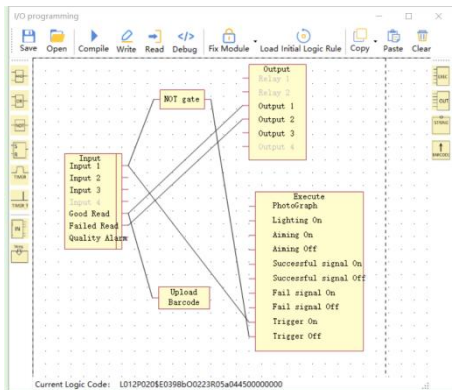 I/O programming
Save Open Compile Write Read Debug Fix Module Load Initial Logic Rule Copy Paste Clear
Output
Relay 1
Relay 2
Output 1
Output 2
Output 3
Output 4
NOT gate
Input
Input 1
Input 2
Input 3
Input 4
Good Read
Failed Read
Quality Alarm
Upload
Barcode
Execute
PhotoGraph
Lighting On
Aiming On
Aiming Off
Successful signal On
Successful signal Off
Fail signal On
Fail signal Off
Trigger On
Trigger Off
IN
OUT
Current Logic Code: